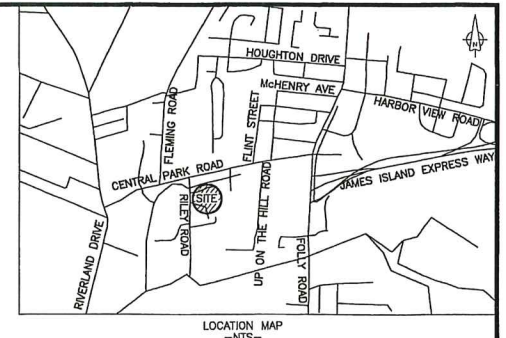 N
HOUGHTON DRIVE
McHENRY AVE
HARBOR VIEW ROAD
FLEMING ROAD
FLINT STREET
CENTRAL PARK ROAD
JAMES ISLAND EXPRESS WAY
SITE
RILEY ROAD
UP ON THE HILL ROAD
FOLLY ROAD
RIVERLAND DRIVE
LOCATION MAP
-NTS-